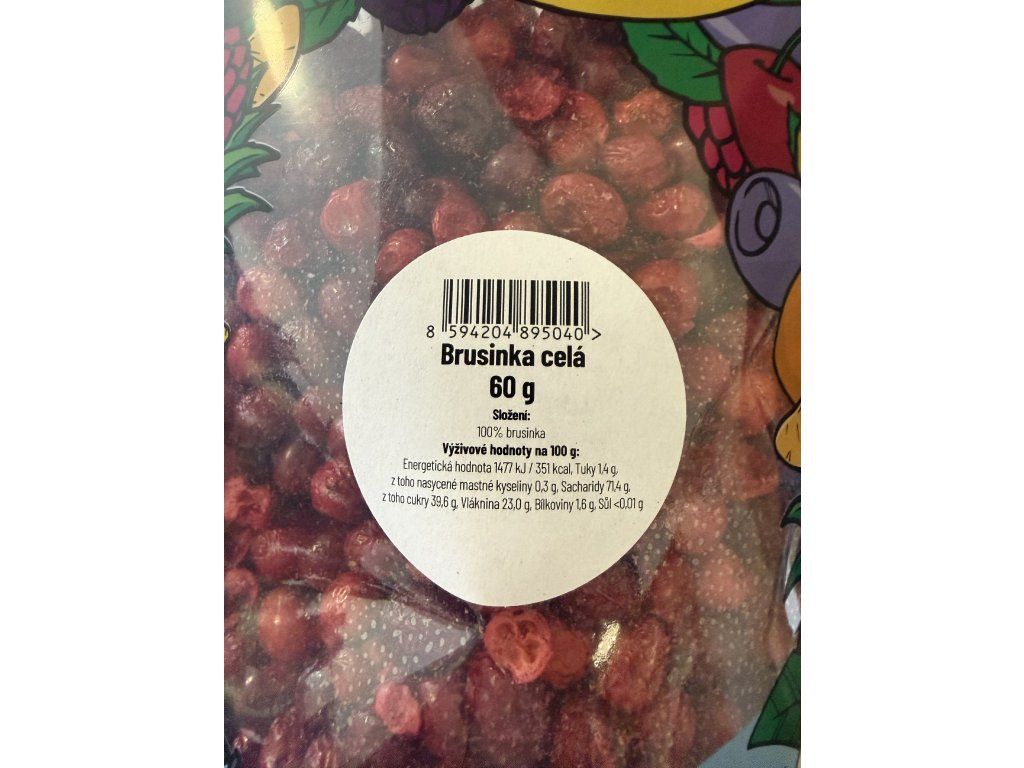 8 594204 895040 >
Brusinka celá
60 g
Složení:
100% brusinka
Výživové hodnoty na 100 g:
Energetická hodnota 1477 kJ / 351 kcal, Tuky 1,4 g,
z toho nasycené mastné kyseliny 0,3 g, Sacharidy 71,4 g,
z toho cukry 39,6 g, Vláknina 23,0 g, Bílkoviny 1,6 g, Sůl <0,01 g